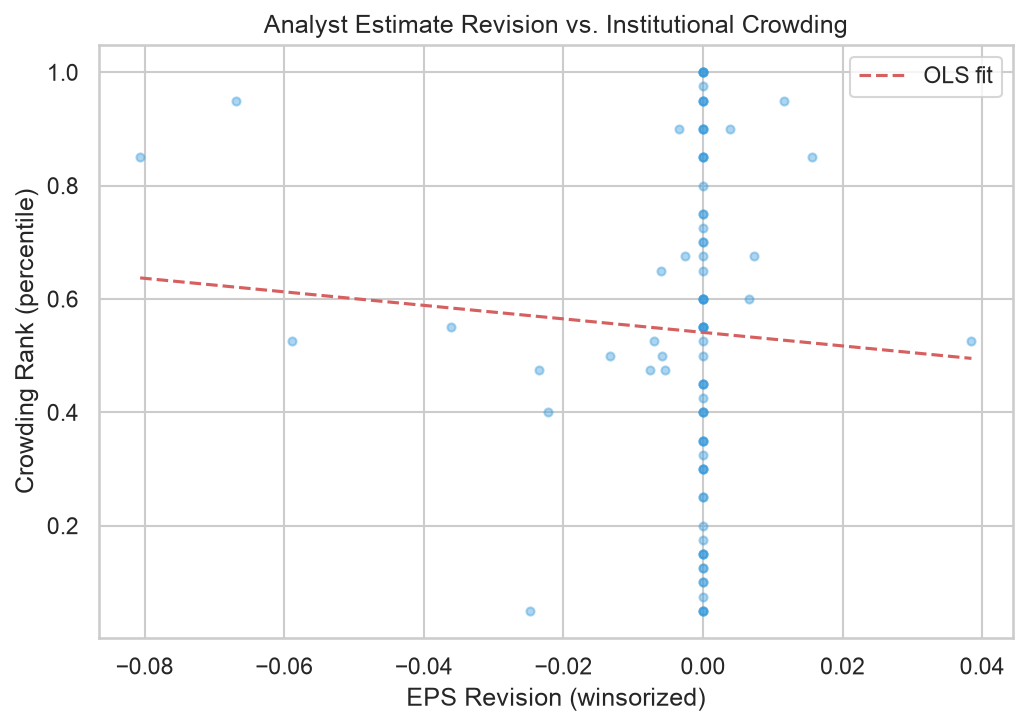 Analyst Estimate Revision vs. Institutional Crowding
OLS fit
Crowding Rank (percentile)
1.0
0.8
0.6
0.4
0.2
−0.08 −0.06 −0.04 −0.02 0.00 0.02 0.04
EPS Revision (winsorized)